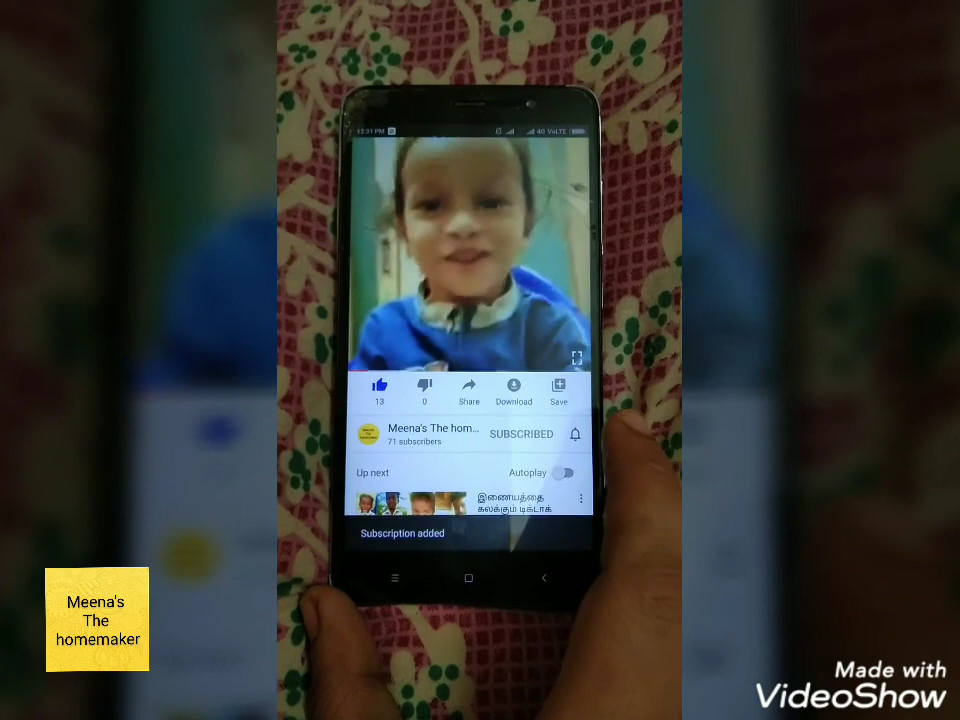 12:31 PM
4G VoLTE
13
0
Share
Download
Save
Meena's The hom...
SUBSCRIBED
71 subscribers
Up next
Autoplay
இணையத்தை
கலக்கும் டிக்டாக்
Subscription added
Meena's
The
homemaker
Made with
VideoShow